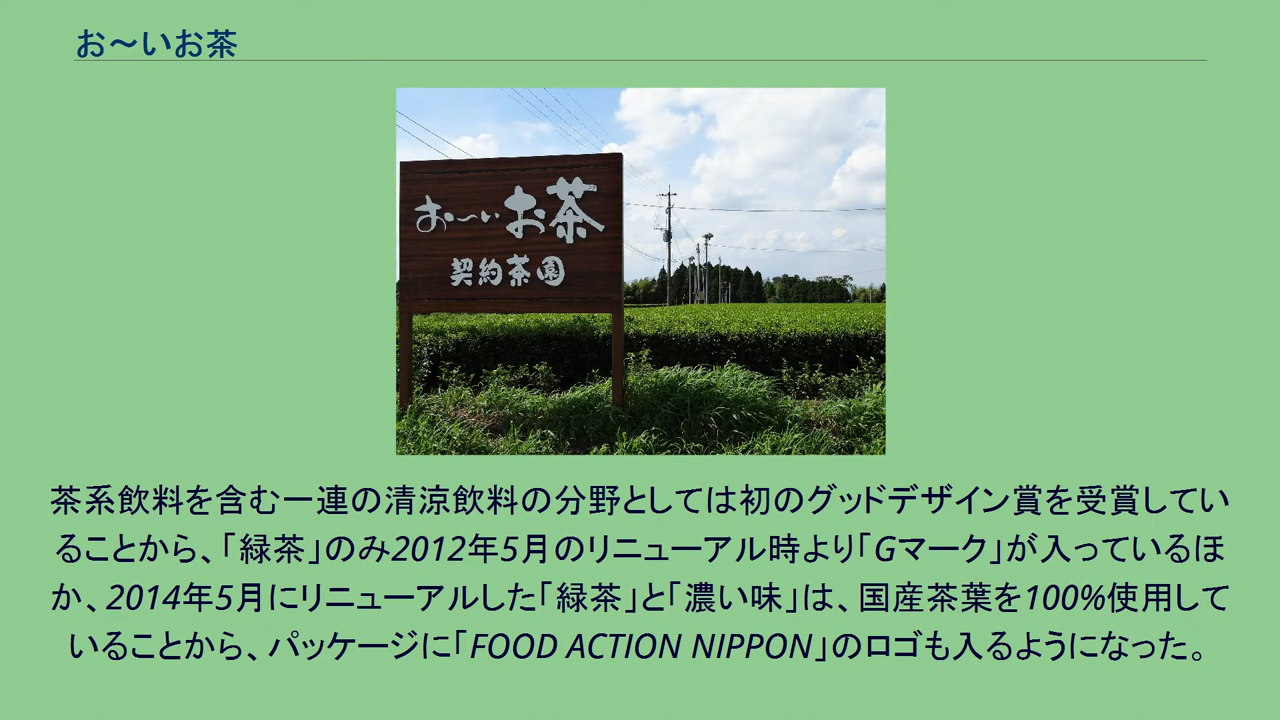 お～いお茶
お～いお茶
契約茶園
茶系飲料を含む一連の清涼飲料の分野としては初のグッドデザイン賞を受賞してい
ることから、「緑茶」のみ2012年5月のリニューアル時より「Gマーク」が入っているほ
か、2014年5月にリニューアルした「緑茶」と「濃い味」は、国産茶葉を100%使用して
いることから、パッケージに「FOOD ACTION NIPPON」のロゴも入るようになった。